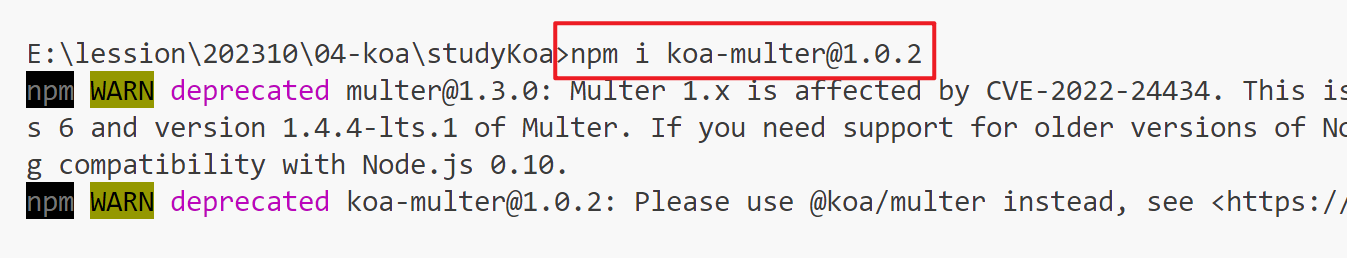 E:\lession\202310\04-koa\studyKoa>npm i koa-multer@1.0.2
npm WARN deprecated multer@1.3.0: Multer 1.x is affected by CVE-2022-24434. This is
s 6 and version 1.4.4-lts.1 of Multer. If you need support for older versions of No
g compatibility with Node.js 0.10.
npm WARN deprecated koa-multer@1.0.2: Please use @koa/multer instead, see <https://